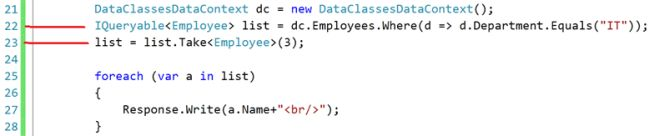 21 DataClassesDataContext dc = new DataClassesDataContext();
22 IQueryable<Employee> list = dc.Employees.Where(d => d.Department.Equals("IT"));
23 list = list.Take<Employee>(3);
24
25 foreach (var a in list)
26 {
27 Response.Write(a.Name+"<br/>");
28 }